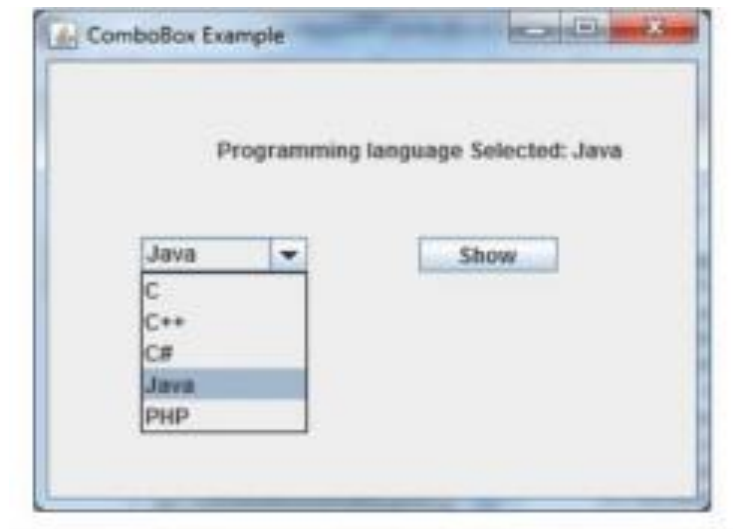 ComboBox Example
Programming language Selected: Java
Java
Show
C
C++
C#
Java
PHP